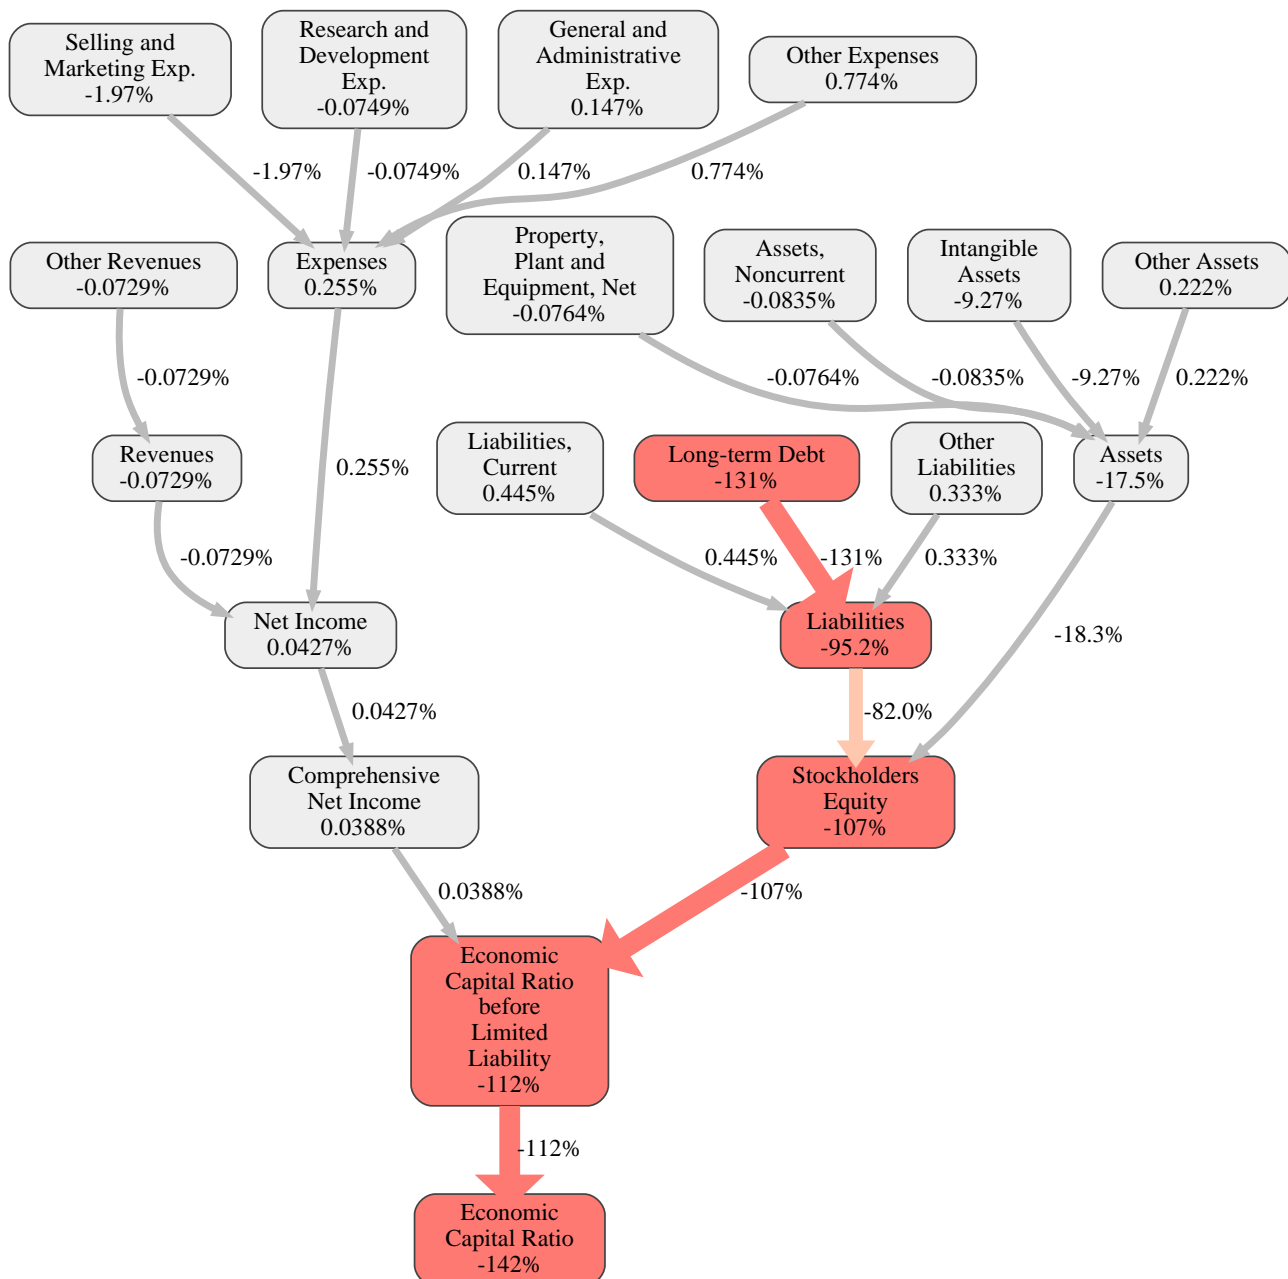 Selling and
Marketing Exp.
-1.97%
Research and
Development
Exp.
-0.0749%
General and
Administrative
Exp.
0.147%
Other Expenses
0.774%
-1.97%
-0.0749%
0.147%
0.774%
Other Revenues
-0.0729%
Expenses
0.255%
Property,
Plant and
Equipment, Net
-0.0764%
Assets,
Noncurrent
-0.0835%
Intangible
Assets
-9.27%
Other Assets
0.222%
-0.0729%
0.255%
-0.0764%
-0.0835%
-9.27%
0.222%
Revenues
-0.0729%
Liabilities,
Current
0.445%
Long-term Debt
-131%
Other
Liabilities
0.333%
Assets
-17.5%
-0.0729%
0.445%
-131%
0.333%
-18.3%
Net Income
0.0427%
Liabilities
-95.2%
0.0427%
-82.0%
Comprehensive
Net Income
0.0388%
Stockholders
Equity
-107%
0.0388%
-107%
Economic
Capital Ratio
before
Limited
Liability
-112%
-112%
Economic
Capital Ratio
-142%